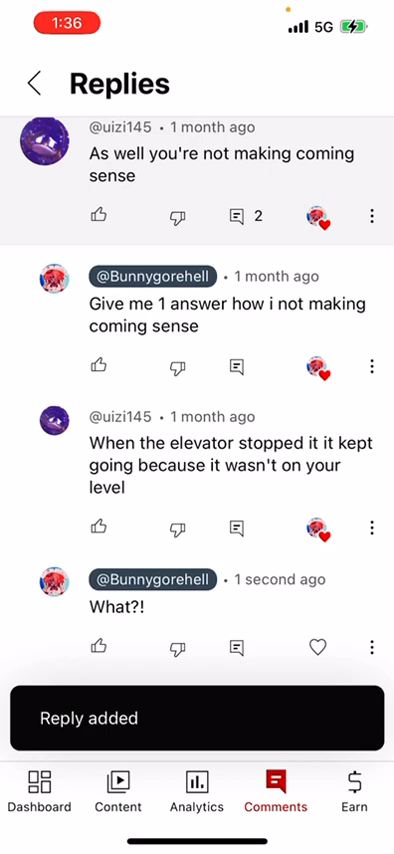 1:36
5G
Replies
@uizi145 • 1 month ago
As well you're not making coming
sense
2
@Bunnygorehell • 1 month ago
Give me 1 answer how i not making
coming sense
@uizi145 • 1 month ago
When the elevator stopped it it kept
going because it wasn't on your
level
@Bunnygorehell • 1 second ago
What?!
Reply added
Dashboard Content Analytics Comments Earn